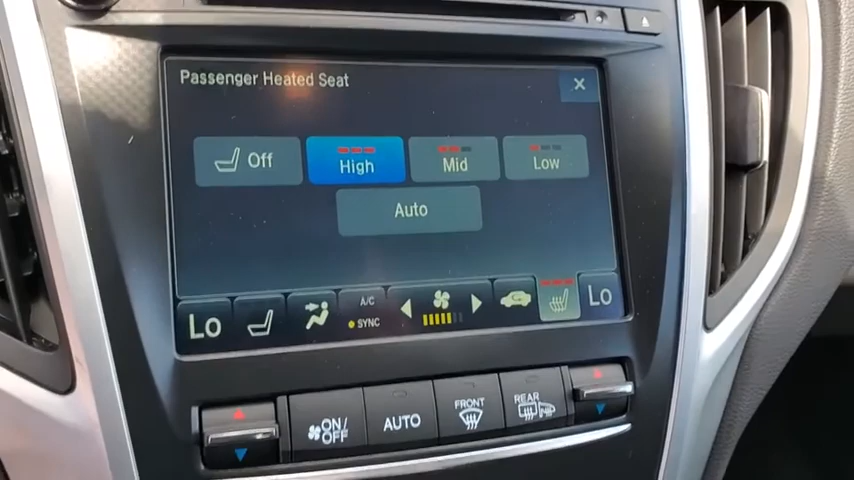 Passenger Heated Seat
Off
High
Mid
Low
Auto
LO
A/C
SYNC
LO
ON/
OFF
AUTO
FRONT
REAR